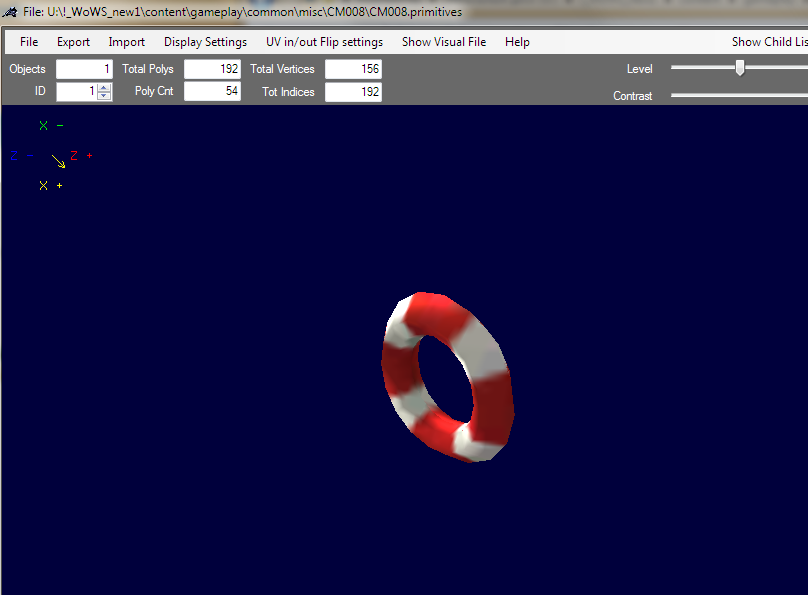 File: U:\!_WoWS_new1\content\gameplay\common\misc\CM008\CM008.primitives
File Export Import Display Settings UV in/out Flip settings Show Visual File Help Show Child Lis
Objects 1 Total Polys 192 Total Vertices 156 Level
ID 1 Poly Cnt 54 Tot Indices 192 Contrast
X −
Z − Z +
X +